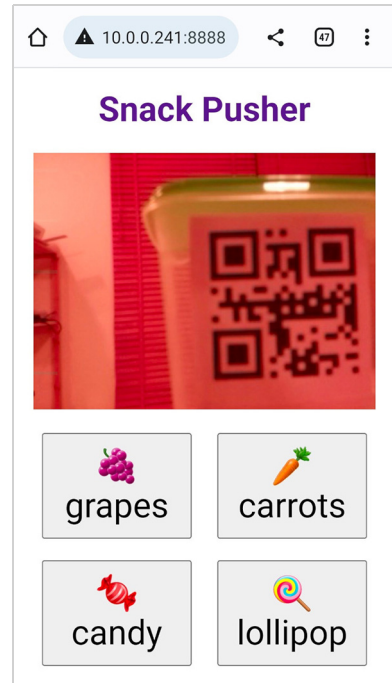 10.0.0.241:8888
47
Snack Pusher
grapes
carrots
candy
lollipop